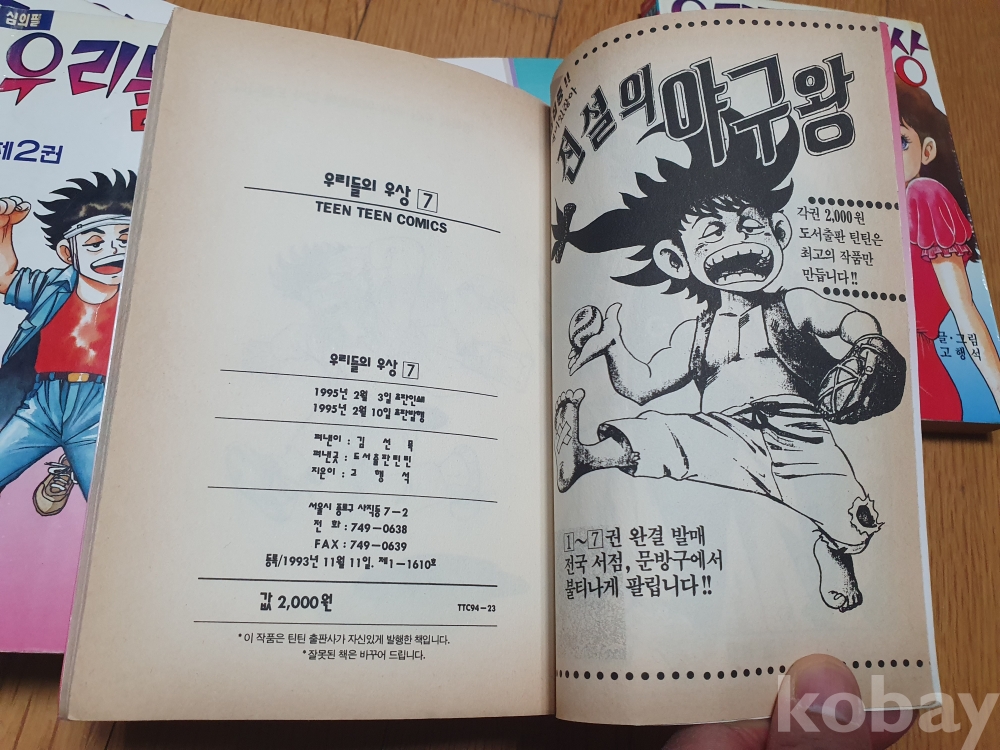 십의필
우리들
제2권
우리들의 우상 7
TEEN TEEN COMICS
우리들의 우상 7
1995년 2월 3일 초판인쇄
1995년 2월 10일 초판발행
펴낸이 : 김 선 목
펴낸곳 : 도서출판틴틴
지은이 : 고 행 석
서울시 종로구 사직동 7-2
전 화 : 749-0638
FAX : 749-0639
등록/1993년 11월 11일. 제1-1610호
값 2,000원
TTC94-23
*이 작품은 틴틴 출판사가 자신있게 발행한 책입니다.
*잘못된 책은 바꾸어 드립니다.
전설의 야구왕
각권 2,000원
도서출판 틴틴은
최고의 작품만
만듭니다!!
1~7권 완결 발매
전국 서점, 문방구에서
불티나게 팔립니다!!
상
글·그림
고행석
kobay